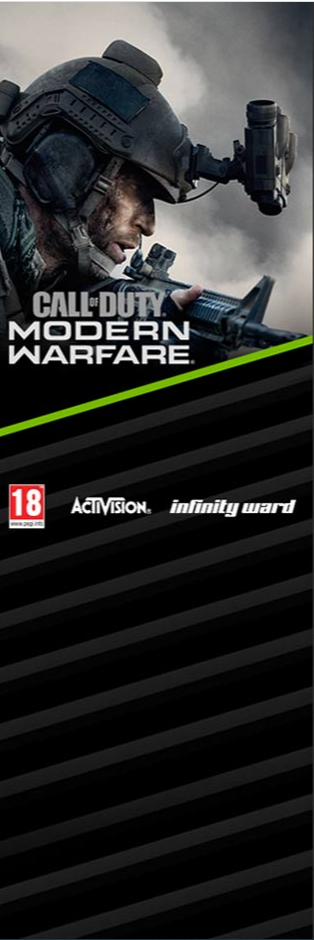 CALL OF DUTY®
MODERN
WARFARE®
18
www.pegi.info
ACTIVISION®
infinity ward